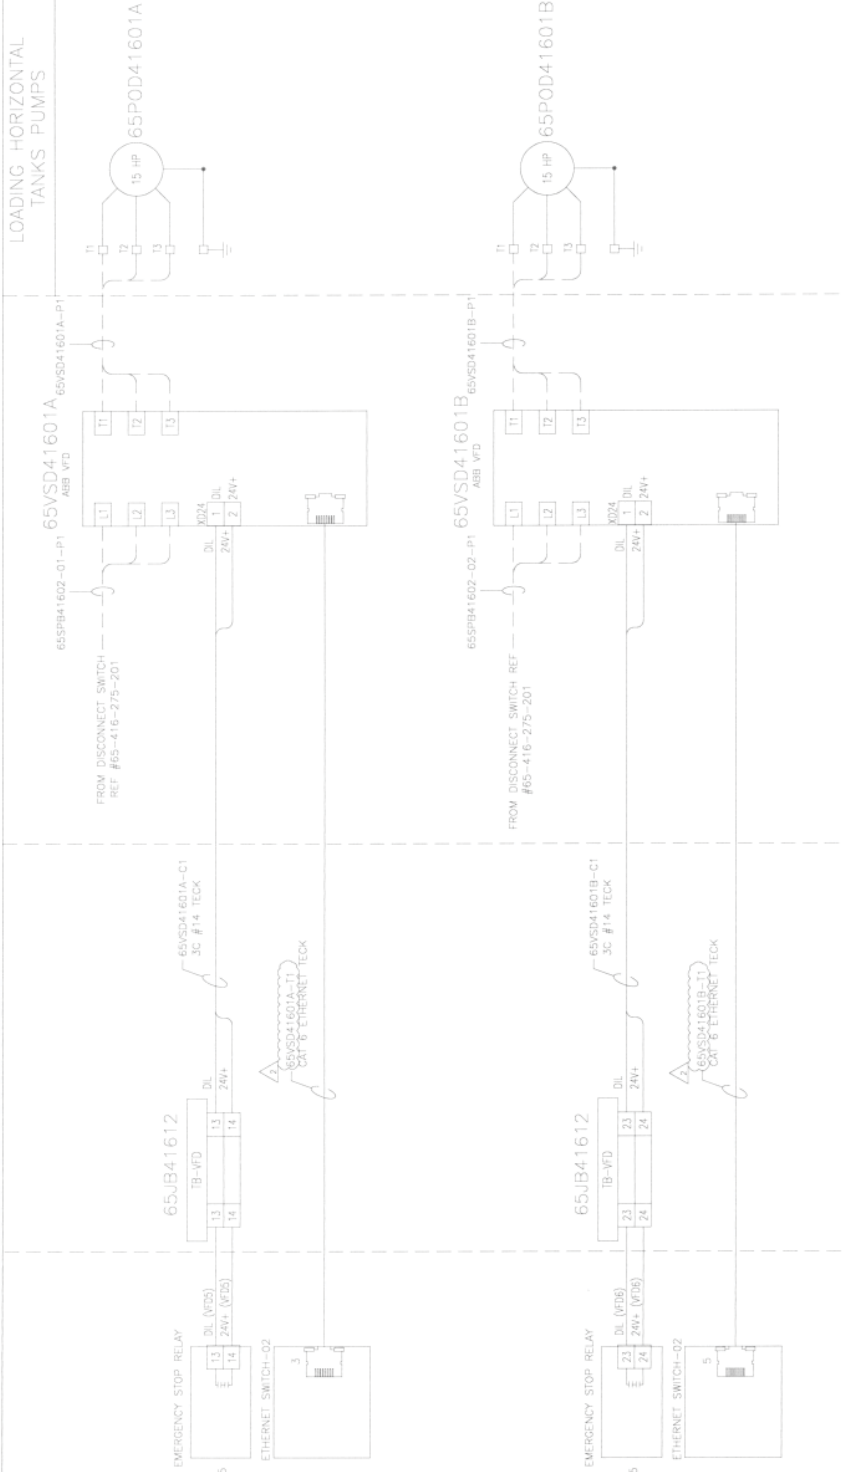 LOADING HORIZONTAL
TANKS PUMPS
65POD41601A
15 HP
T1
T2
T3
65VSD41601A-P1
65VSD41601A
ABB VFD
T1
T2
T3
L1
L2
L3
XD24
1
DIL
2
24V+
DIL
24V+
65SPB41602-01-P1
FROM DISCONNECT SWITCH
REF #65-416-275-201
65VSD41601A-C1
3C #14 TECK
2
65VSD41601A-T1
CAT 6 ETHERNET TECK
DIL
24V+
65JB41612
TB-VFD
13
14
13
14
DIL (VFD5)
24V+ (VFD5)
EMERGENCY STOP RELAY
13
14
ETHERNET SWITCH-02
3
65POD41601B
15 HP
T1
T2
T3
65VSD41601B-P1
65VSD41601B
ABB VFD
T1
T2
T3
L1
L2
L3
XD24
1
DIL
2
24V+
DIL
24V+
65SPB41602-02-P1
FROM DISCONNECT SWITCH REF
#65-416-275-201
65VSD41601B-C1
3C #14 TECK
2
65VSD41601B-T1
CAT 6 ETHERNET TECK
DIL
24V+
65JB41612
TB-VFD
23
24
23
24
DIL (VFD6)
24V+ (VFD6)
EMERGENCY STOP RELAY
23
24
ETHERNET SWITCH-02
5